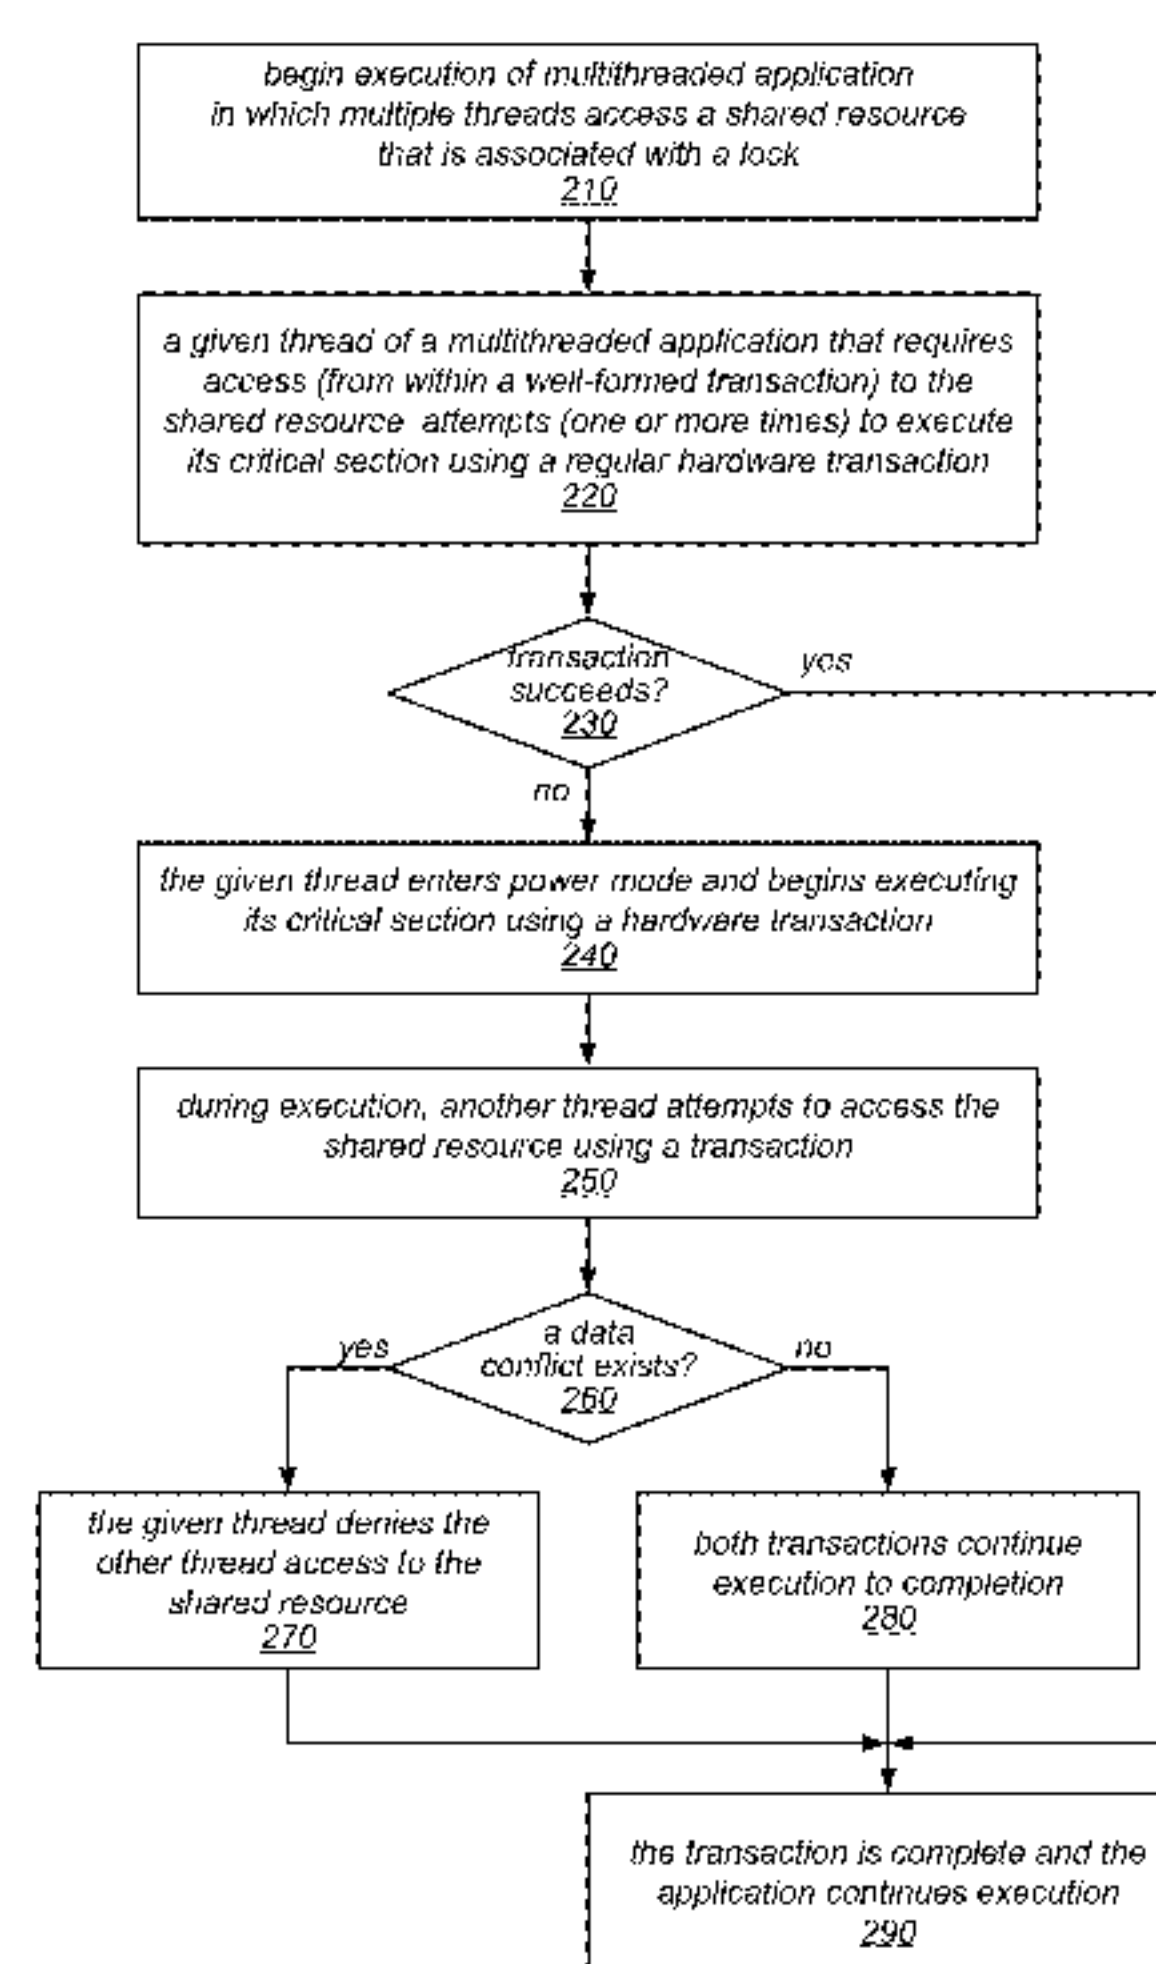 begin execution of multithreaded application
in which multiple threads access a shared resource
that is associated with a lock
210
a given thread of a multithreaded application that requires
access (from within a well-formed transaction) to the
shared resource attempts (one or more times) to execute
its critical section using a regular hardware transaction
220
transaction
succeeds?
230
yes
no
the given thread enters power mode and begins executing
its critical section using a hardware transaction
240
during execution, another thread attempts to access the
shared resource using a transaction
250
a data
conflict exists?
260
yes
no
the given thread denies the
other thread access to the
shared resource
270
both transactions continue
execution to completion
280
the transaction is complete and the
application continues execution
290